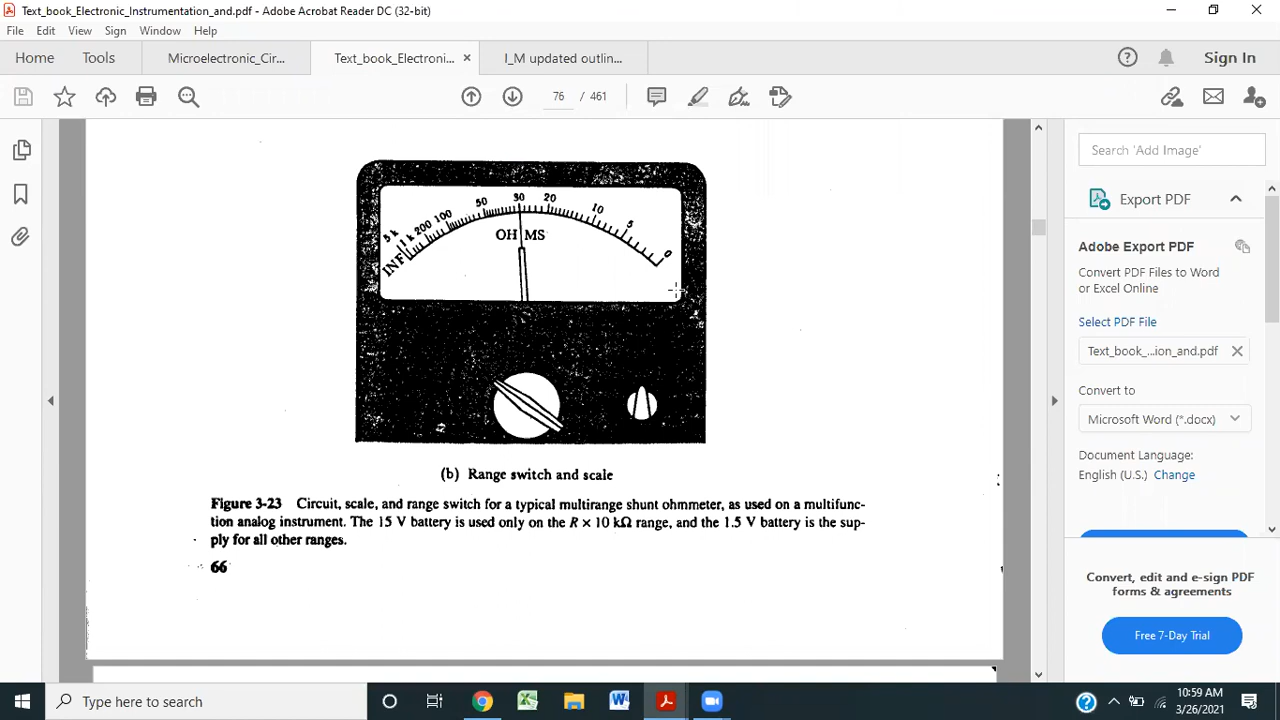 Text_book_Electronic_Instrumentation_and.pdf - Adobe Acrobat Reader DC (32-bit)
File Edit View Sign Window Help
Home Tools Microelectronic_Cir... Text_book_Electroni... × I_M updated outlin... Sign In
76 / 461
Search 'Add Image'
Export PDF
Adobe Export PDF
Convert PDF Files to Word
or Excel Online
Select PDF File
Text_book_...ion_and.pdf
Convert to
Microsoft Word (*.docx)
Document Language:
English (U.S.) Change
Convert, edit and e-sign PDF
forms & agreements
Free 7-Day Trial
INF 5 k 1 k 200 100 50 30 20 10 5 0
OHMS
(b) Range switch and scale
Figure 3-23 Circuit, scale, and range switch for a typical multirange shunt ohmmeter, as used on a multifunc-
tion analog instrument. The 15 V battery is used only on the R × 10 kΩ range, and the 1.5 V battery is the sup-
ply for all other ranges.
66
Type here to search
10:59 AM
3/26/2021